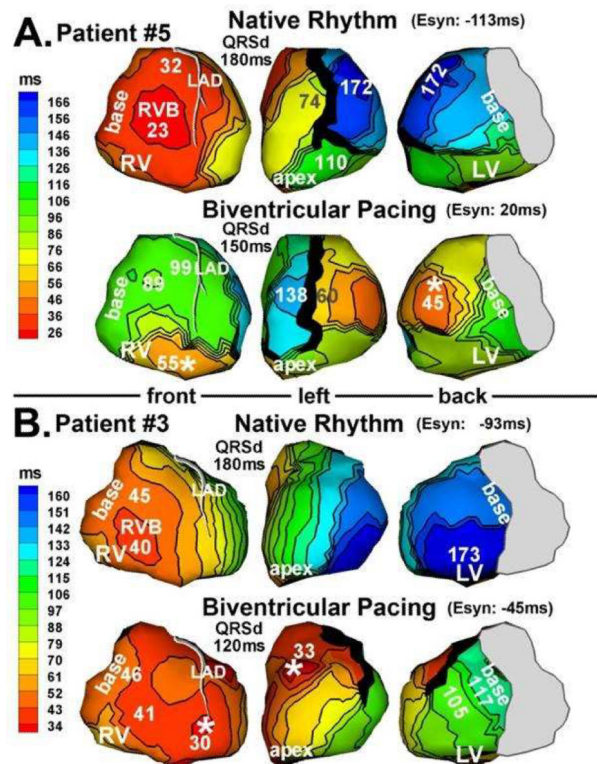 A. Patient #5
Native Rhythm (Esyn: -113ms)
QRSd
180ms
ms
166
156
146
136
126
116
106
96
86
76
66
56
46
36
26
32
LAD
base
RVB
23
RV
74
172
110
apex
172
base
LV
Biventricular Pacing (Esyn: 20ms)
QRSd
150ms
99 LAD
89
base
RV
55*
138
60
apex
*
45
base
LV
front left back
B. Patient #3
Native Rhythm (Esyn: -93ms)
QRSd
180ms
ms
160
151
142
133
124
115
106
97
88
79
70
61
52
43
34
LAD
45
base
RVB
40
RV
apex
base
173
LV
Biventricular Pacing (Esyn: -45ms)
QRSd
120ms
LAD
base
46
41
RV
*
30
33
*
apex
105
117
base
LV